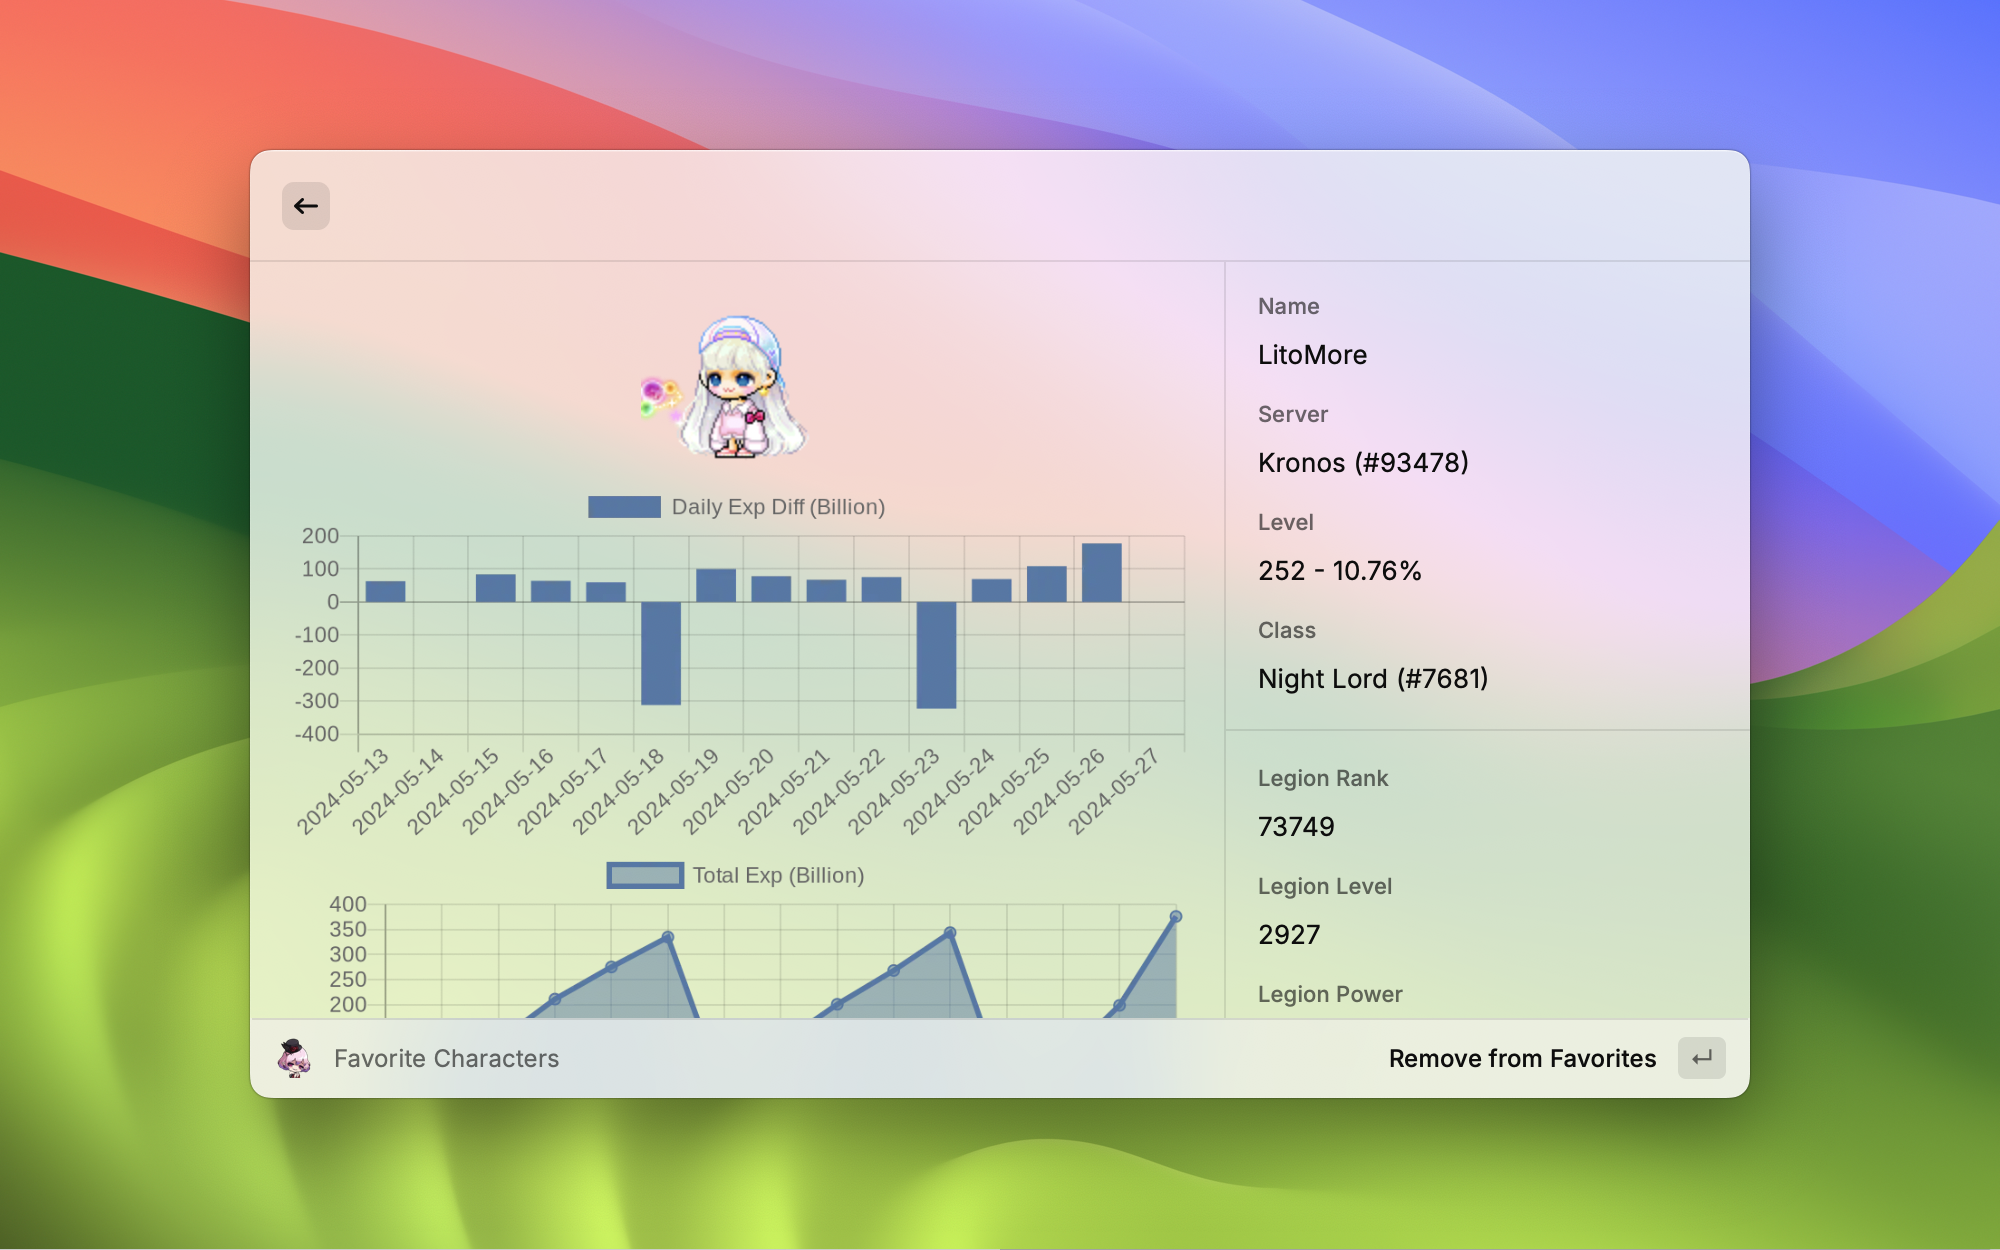 Daily Exp Diff (Billion)
200
100
0
-100
-200
-300
-400
2024-05-13
2024-05-14
2024-05-15
2024-05-16
2024-05-17
2024-05-18
2024-05-19
2024-05-20
2024-05-21
2024-05-22
2024-05-23
2024-05-24
2024-05-25
2024-05-26
2024-05-27
Total Exp (Billion)
400
350
300
250
200
Name
LitoMore
Server
Kronos (#93478)
Level
252 - 10.76%
Class
Night Lord (#7681)
Legion Rank
73749
Legion Level
2927
Legion Power
Favorite Characters
Remove from Favorites